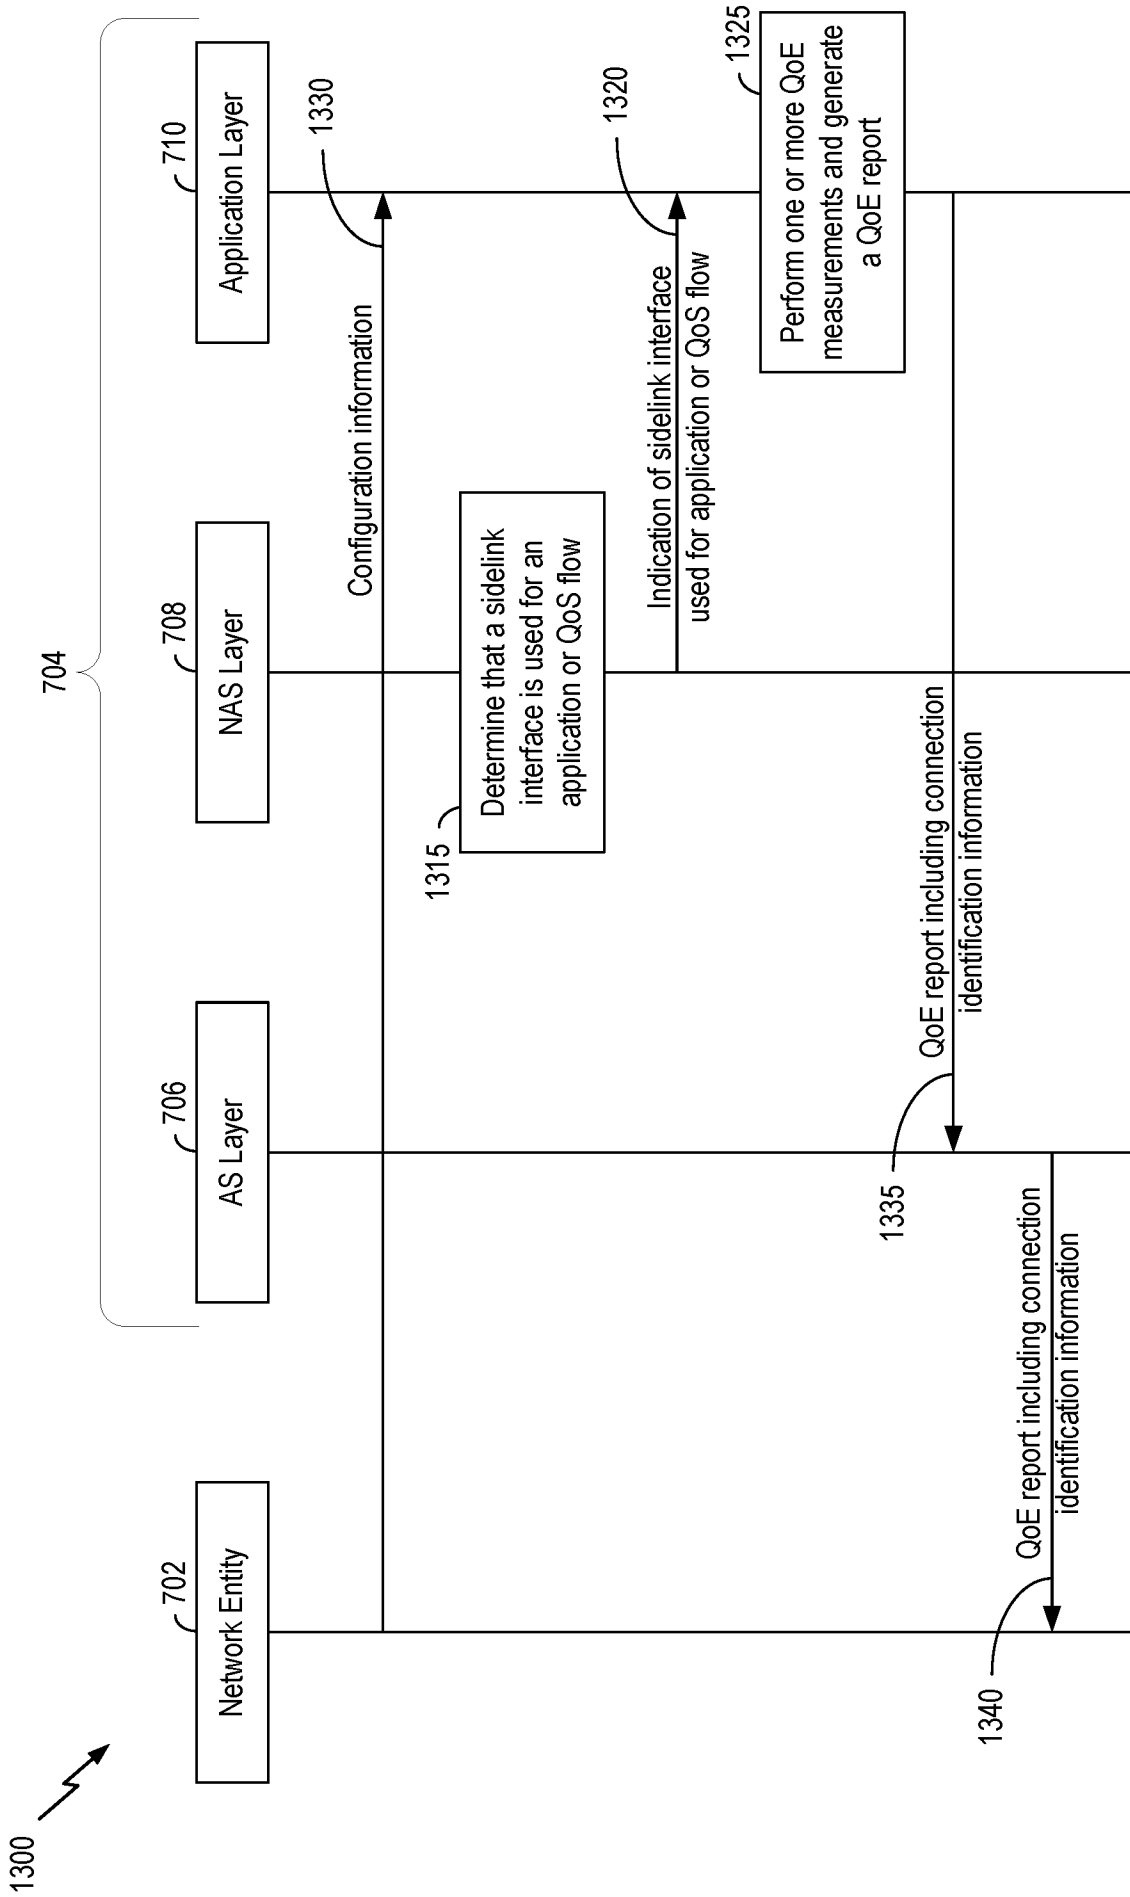 1300
704
702
706
708
710
Network Entity
AS Layer
NAS Layer
Application Layer
Configuration information
1330
1315
Determine that a sidelink
interface is used for an
application or QoS flow
Indication of sidelink interface
used for application or QoS flow
1320
1325
Perform one or more QoE
measurements and generate
a QoE report
QoE report including connection
identification information
1335
QoE report including connection
identification information
1340